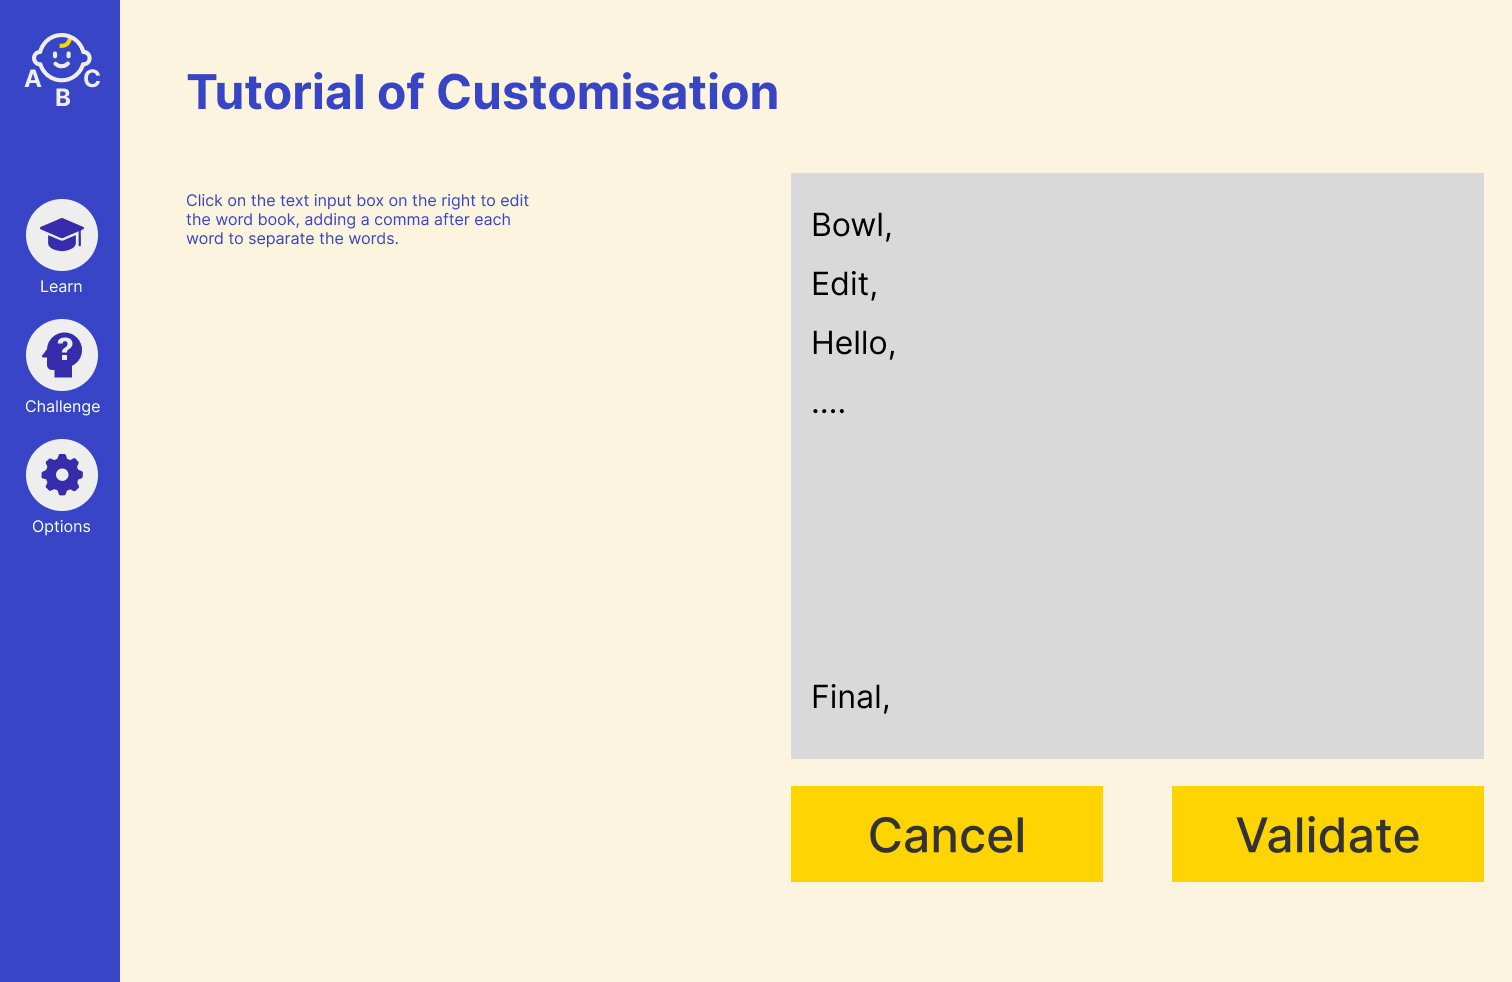 A B C
Learn
Challenge
Options
Tutorial of Customisation
Click on the text input box on the right to edit
the word book, adding a comma after each
word to separate the words.
Bowl,
Edit,
Hello,
....
Final,
Cancel
Validate